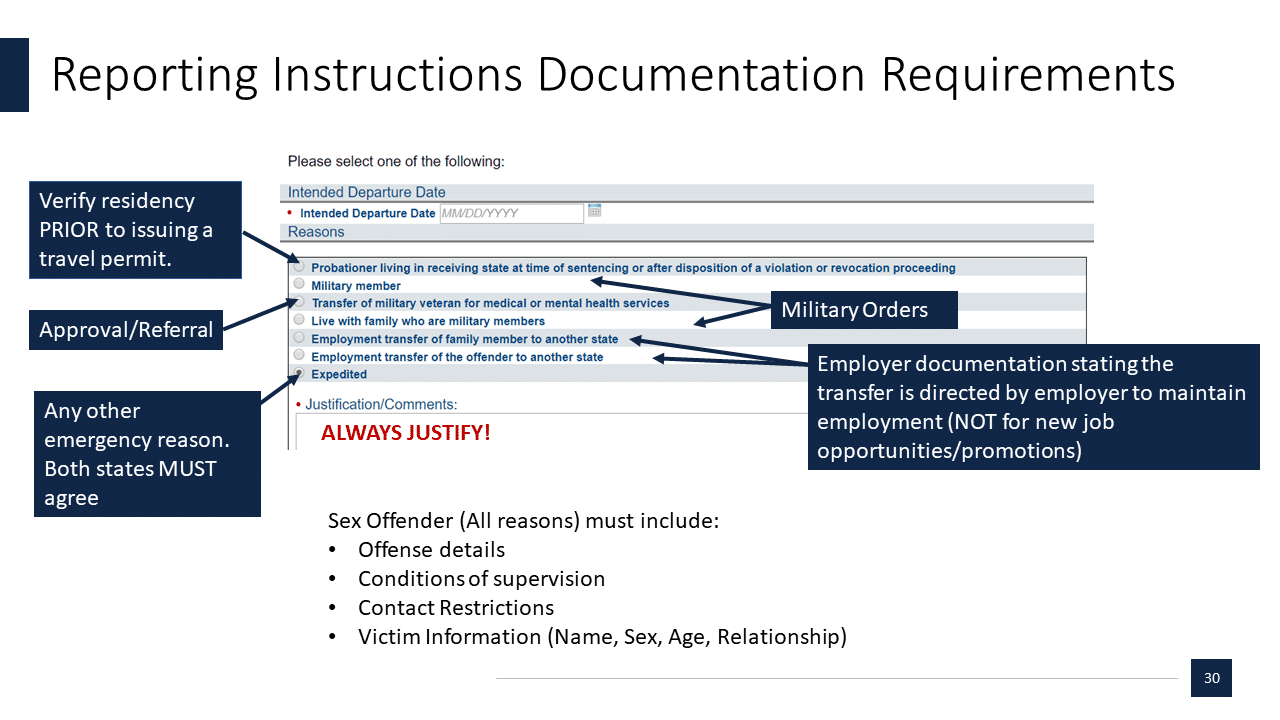 Reporting Instructions Documentation Requirements
Please select one of the following:
Intended Departure Date
• Intended Departure Date MM/DD/YYYY
Reasons
Verify residency
PRIOR to issuing a
travel permit.
Probationer living in receiving state at time of sentencing or after disposition of a violation or revocation proceeding
Military member
Transfer of military veteran for medical or mental health services
Live with family who are military members
Employment transfer of family member to another state
Employment transfer of the offender to another state
Expedited
Military Orders
Approval/Referral
Employer documentation stating the
transfer is directed by employer to maintain
employment (NOT for new job
opportunities/promotions)
Any other
emergency reason.
Both states MUST
agree
• Justification/Comments:
ALWAYS JUSTIFY!
Sex Offender (All reasons) must include:
• Offense details
• Conditions of supervision
• Contact Restrictions
• Victim Information (Name, Sex, Age, Relationship)
30